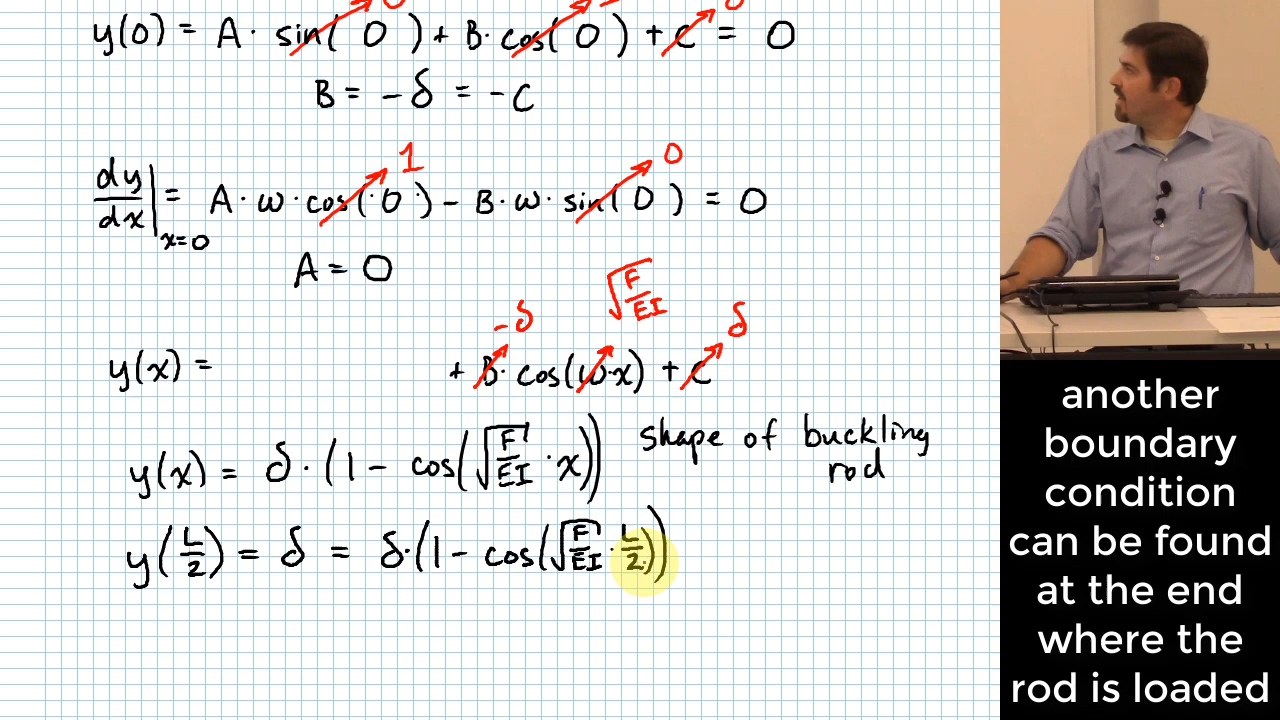 y(0) = A · sin( 0 ) + B · cos( 0 ) + C = 0
B = -δ = -C
1
0
dy/dx |x=0 = A · ω · cos( 0 ) - B · ω · sin( 0 ) = 0
A = 0
-δ √F/EI δ
y(x) = + B · cos(ω·x) + C
y(x) = δ · (1 - cos(√F/EI · x)) shape of buckling rod
y(L/2) = δ = δ·(1 - cos(√F/EI · L/2))
another
boundary
condition
can be found
at the end
where the
rod is loaded